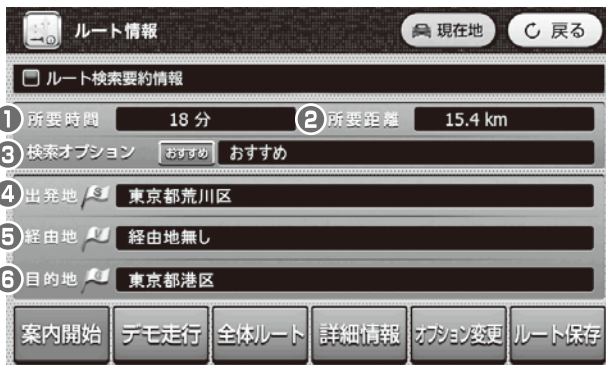 ルート情報 現在地 戻る
ルート検索要約情報
1 所要時間 18 分 2 所要距離 15.4 km
3 検索オプション おすすめ おすすめ
4 出発地 S 東京都荒川区
5 経由地 経由地無し
6 目的地 G 東京都港区
案内開始 デモ走行 全体ルート 詳細情報 オプション変更 ルート保存